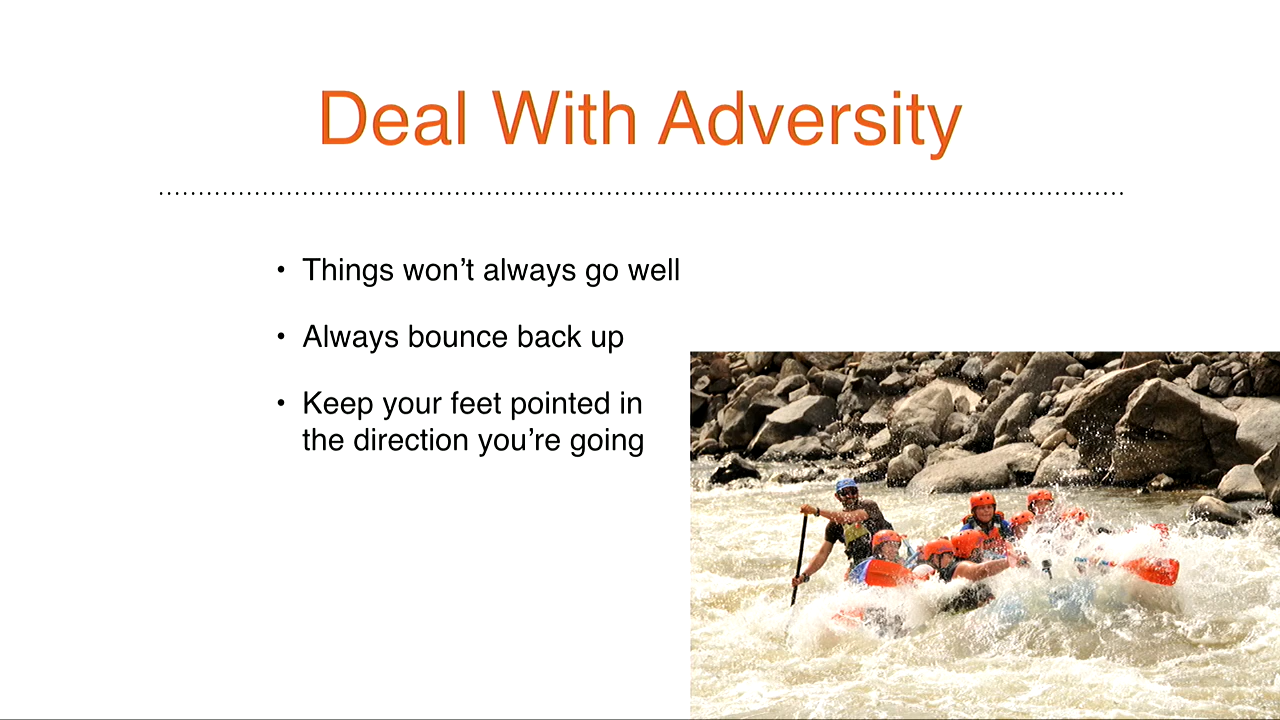 Deal With Adversity
• Things won’t always go well
• Always bounce back up
• Keep your feet pointed in
the direction you’re going